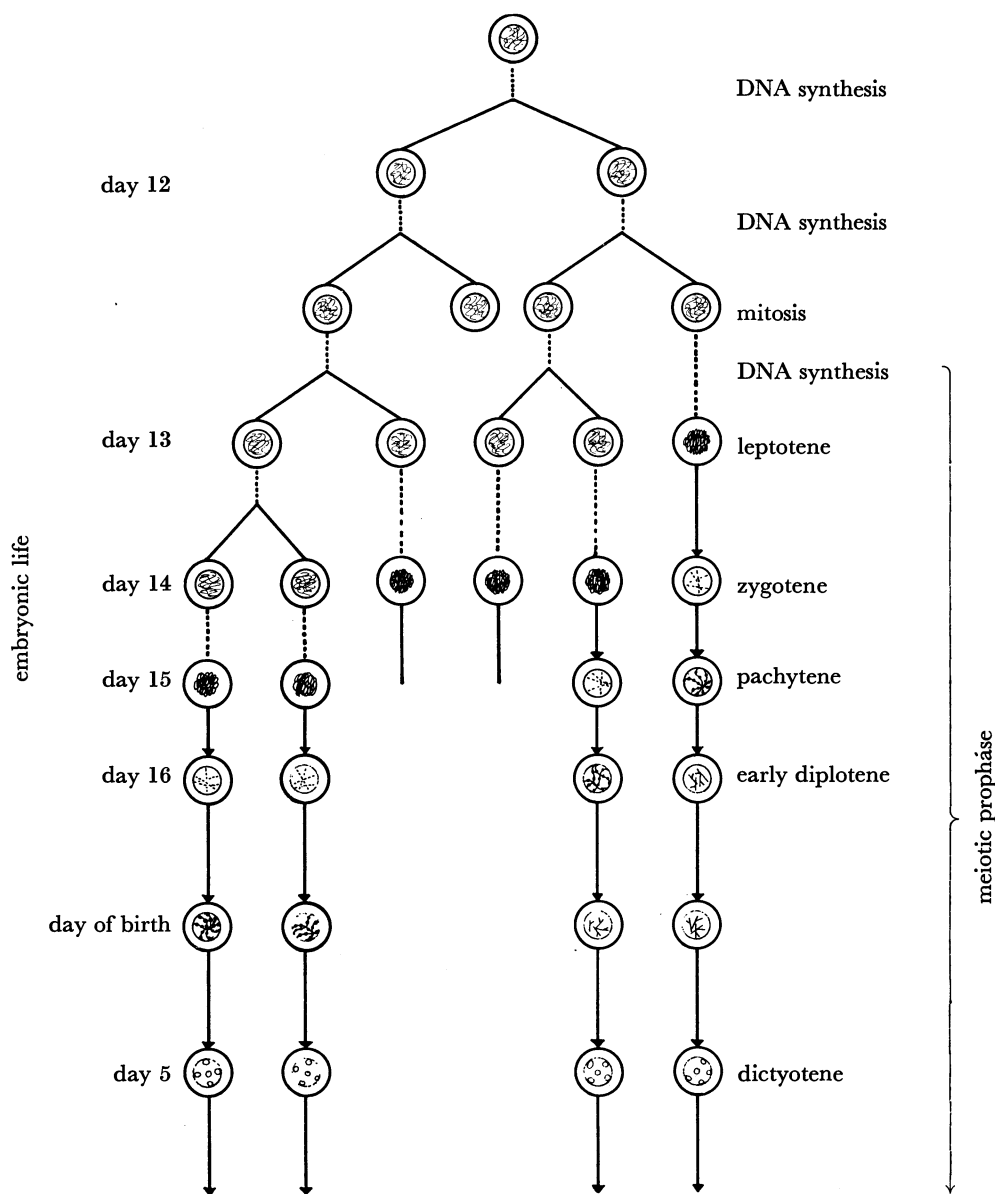 DNA synthesis
day 12
DNA synthesis
mitosis
DNA synthesis
day 13
leptotene
embryonic life
day 14
zygotene
day 15
pachytene
day 16
early diplotene
meiotic prophase
day of birth
day 5
dictyotene